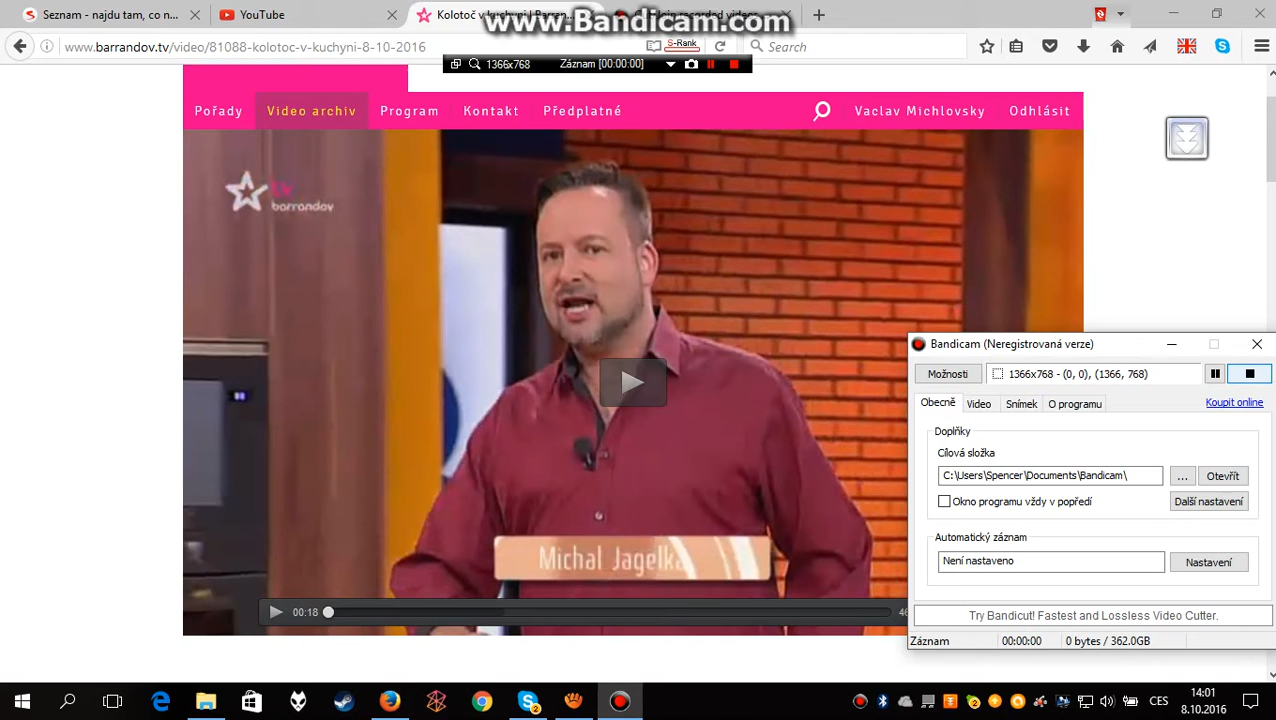 Seznam - najdu tam, co n...
YouTube
Kolotoč v kuchyni | Barran...
www.Bandicam.com
www.barrandov.tv/video/81088-kolotoc-v-kuchyni-8-10-2016
S-Rank
Search
1366x768
Záznam [00:00:00]
Pořady
Video archiv
Program
Kontakt
Předplatné
Vaclav Michlovsky
Odhlásit
tv
barrandov
Michal Jagelka
00:18
Bandicam (Neregistrovaná verze)
Možnosti
1366x768 - (0, 0), (1366, 768)
Obecně
Video
Snímek
O programu
Koupit online
Doplňky
Cílová složka
C:\Users\Spencer\Documents\Bandicam\
...
Otevřít
Okno programu vždy v popředí
Další nastavení
Automatický záznam
Není nastaveno
Nastavení
Try Bandicut! Fastest and Lossless Video Cutter.
Záznam
00:00:00
0 bytes / 362.0GB
CES
14:01
8.10.2016